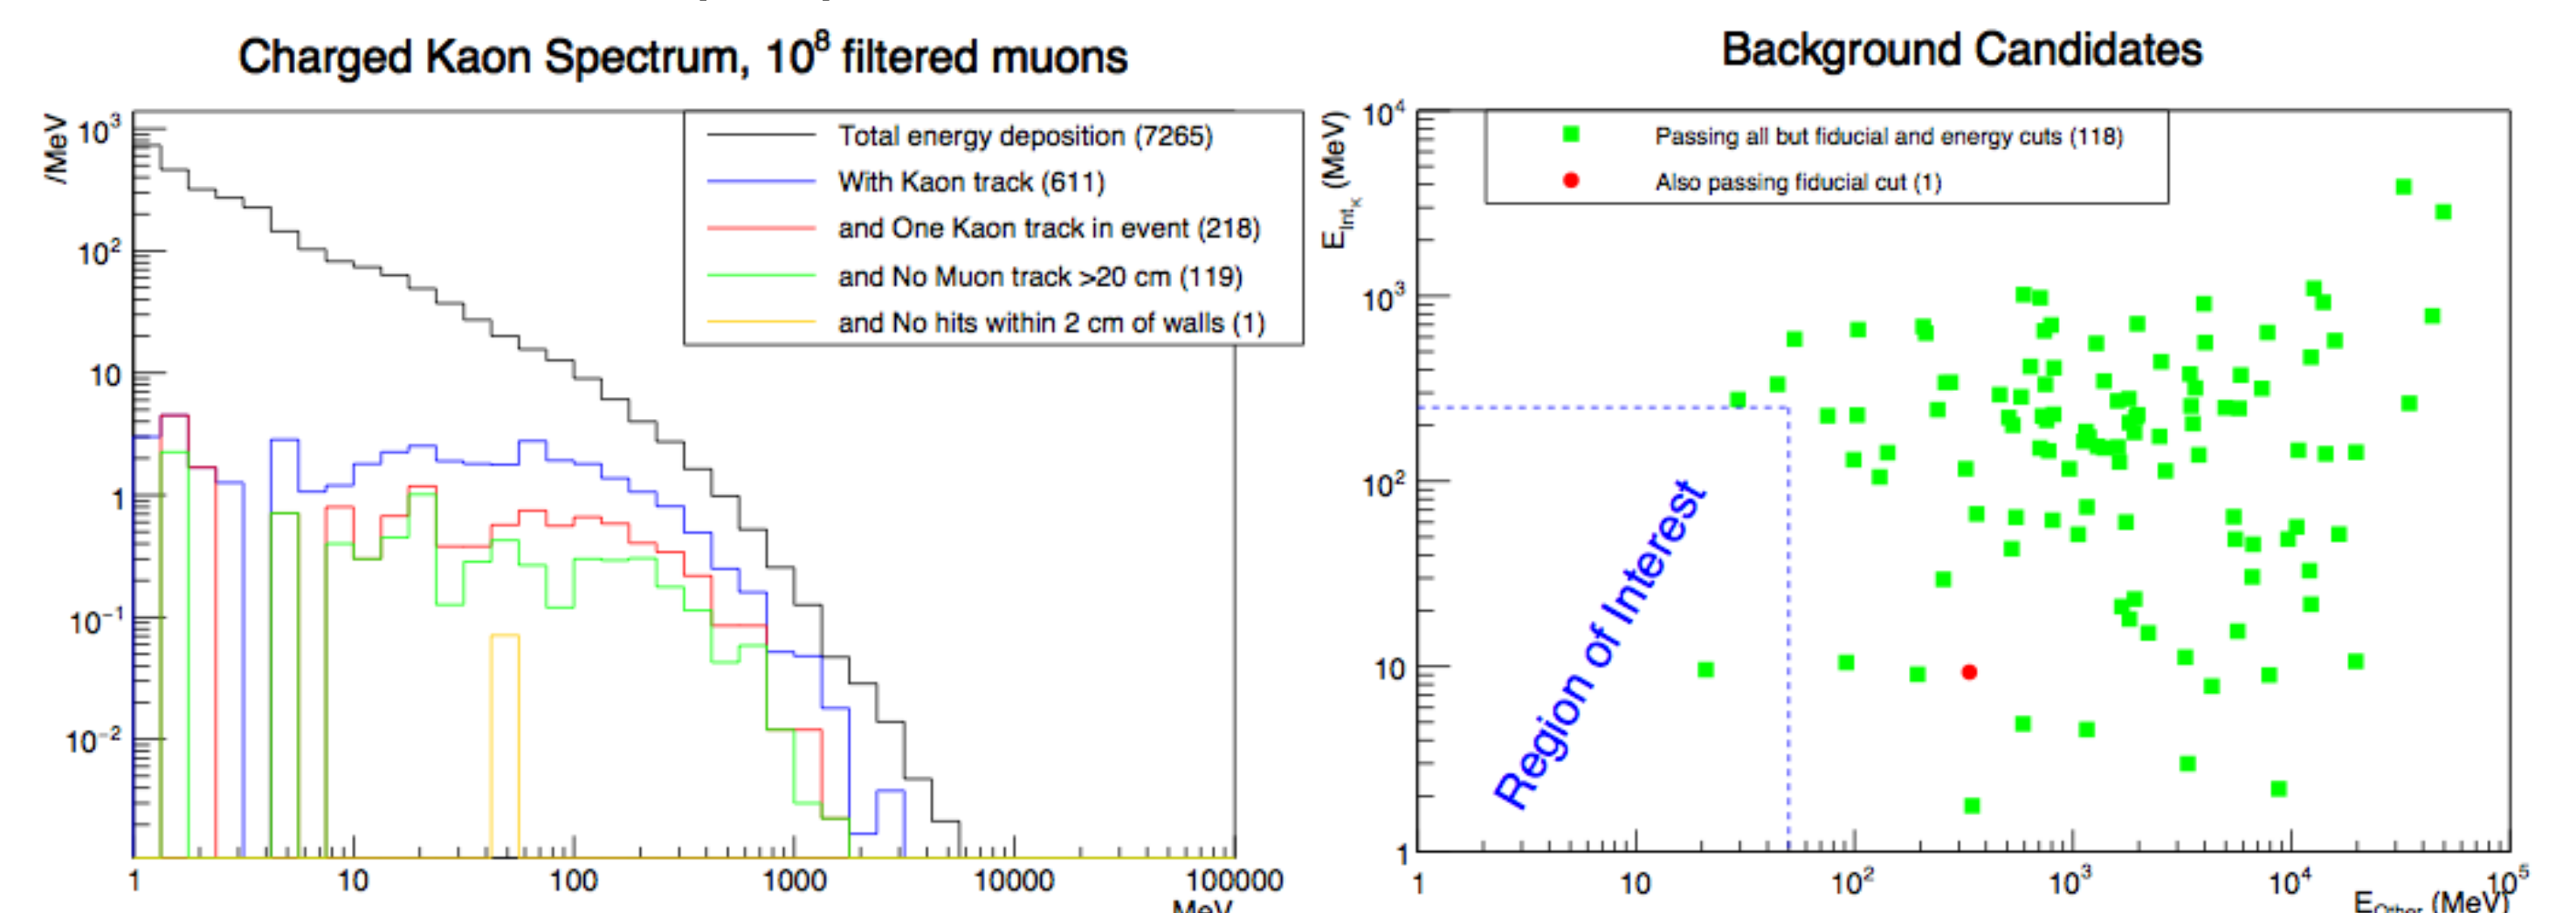 Charged Kaon Spectrum, 10⁸ filtered muons
/MeV
10³
10²
10
1
10⁻¹
10⁻²
Total energy deposition (7265)
With Kaon track (611)
and One Kaon track in event (218)
and No Muon track >20 cm (119)
and No hits within 2 cm of walls (1)
1 10 100 1000 10000 100000
MeV
Background Candidates
E_Int_K (MeV)
10⁴
10³
10²
10
1
Passing all but fiducial and energy cuts (118)
Also passing fiducial cut (1)
Region of Interest
1 10 10² 10³ 10⁴ 10⁵
E_Other (MeV)